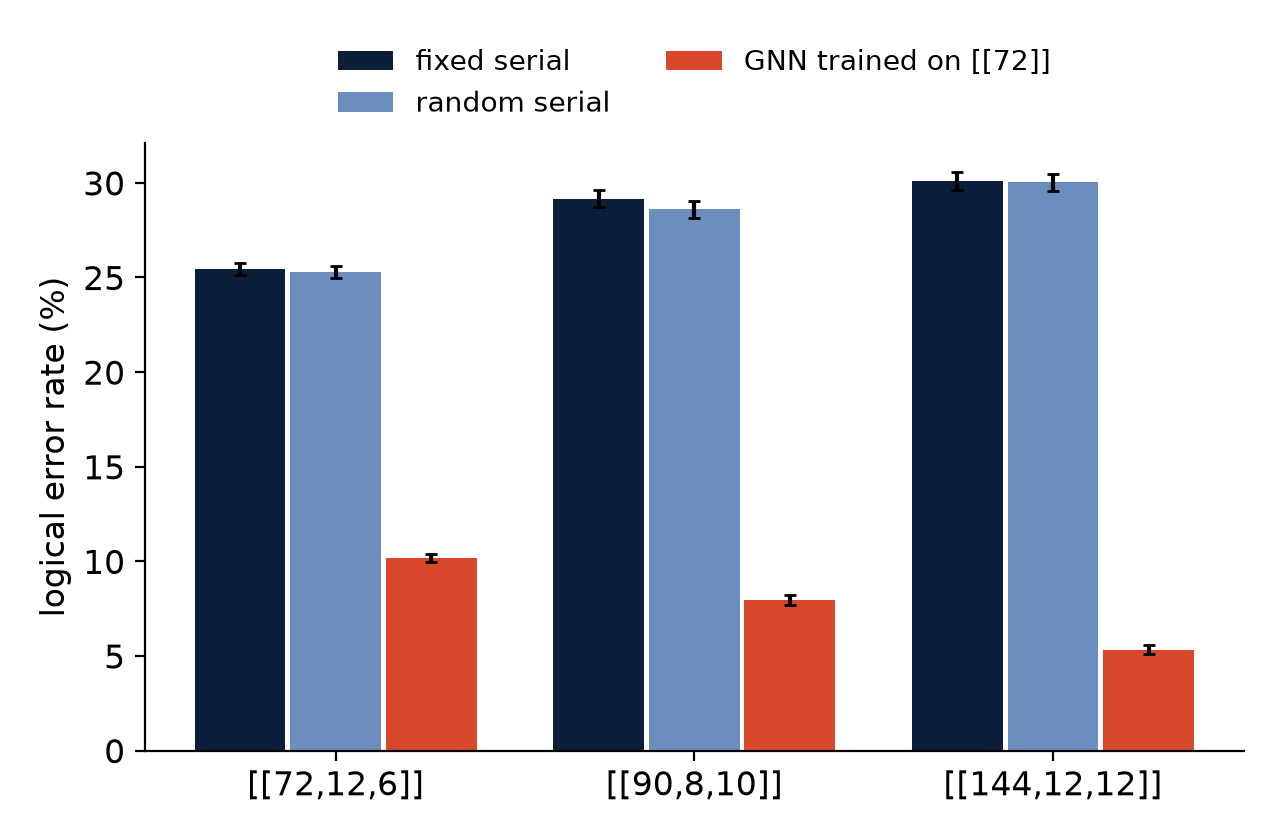 fixed serial
random serial
GNN trained on [[72]]
logical error rate (%)
30
25
20
15
10
5
0
[[72,12,6]]
[[90,8,10]]
[[144,12,12]]